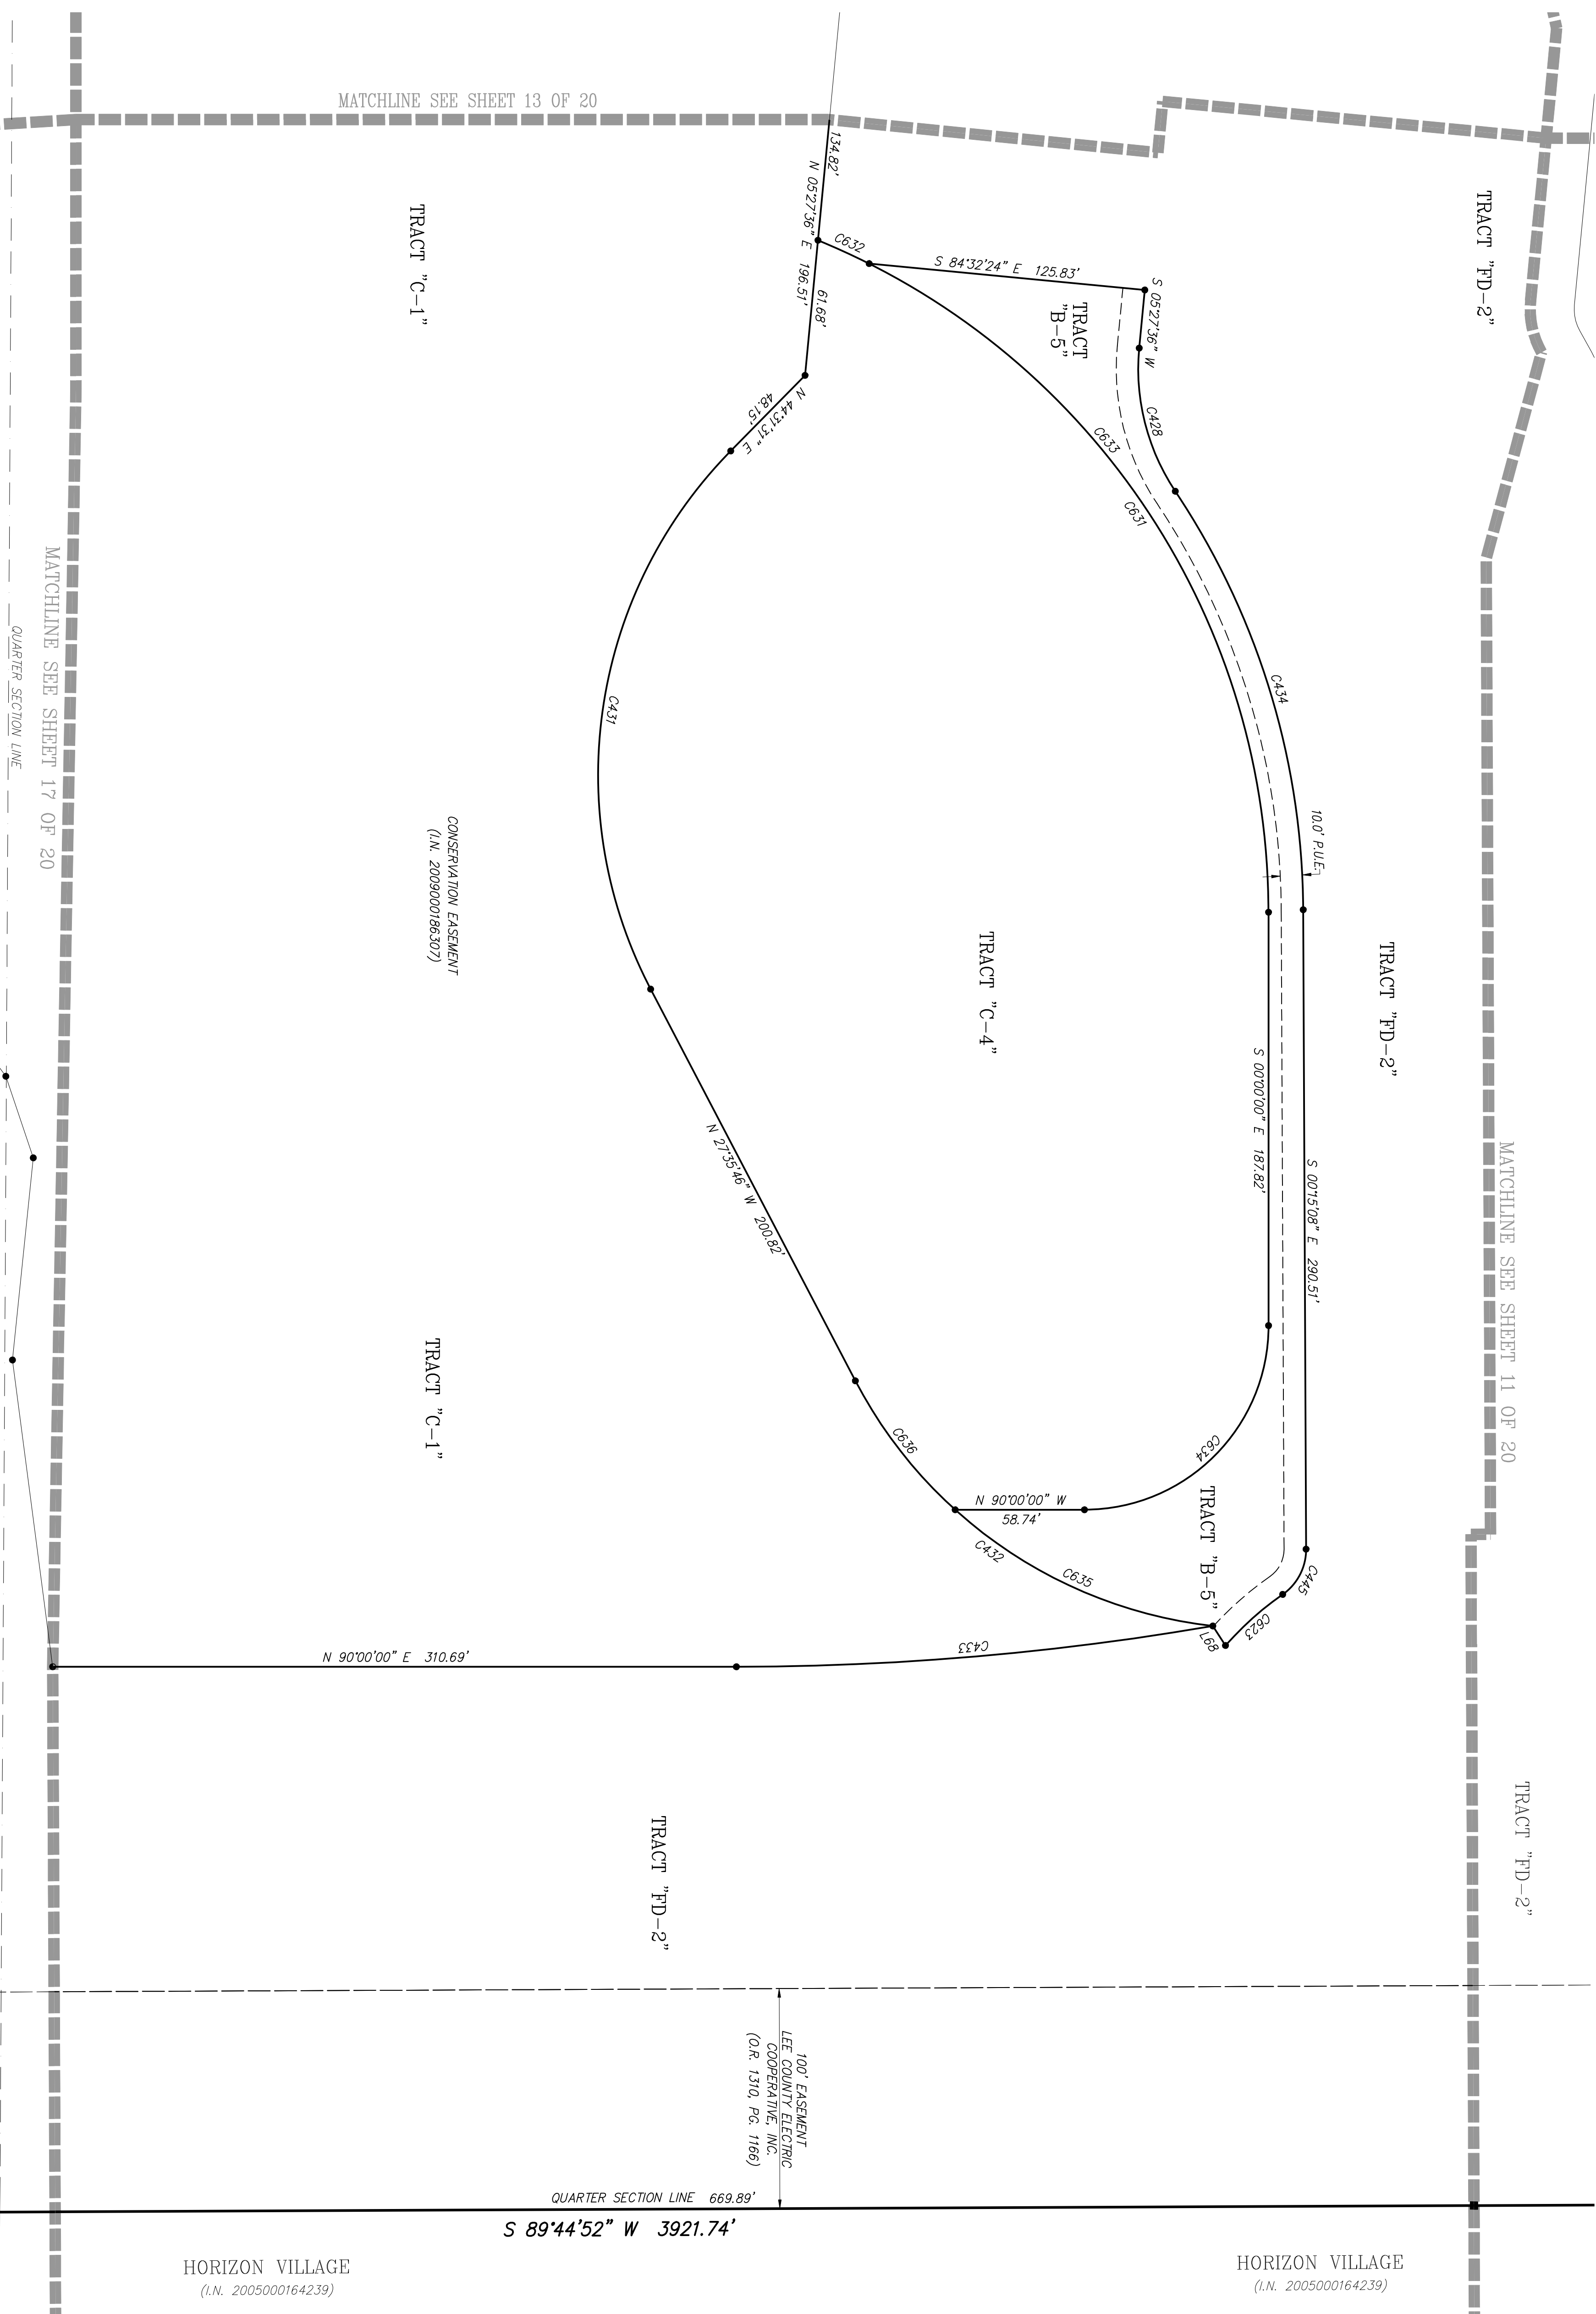 MATCHLINE SEE SHEET 13 OF 20
134.82'
N 05°27'36" E 196.51'
61.68'
C632
S 84°32'24" E 125.83'
S 05°27'36" W
TRACT "FD-2"
TRACT "C-1"
TRACT
"B-5"
N 44°31'31" E
48.15'
C428
C633
C631
MATCHLINE SEE SHEET 17 OF 20
QUARTER SECTION LINE
C431
C434
10.0' P.U.E.
CONSERVATION EASEMENT
(I.N. 2009000186307)
TRACT "C-4"
TRACT "FD-2"
S 00°00'00" E 187.82'
S 00°15'08" E 290.51'
MATCHLINE SEE SHEET 11 OF 20
N 27°35'46" W 200.82'
TRACT "C-1"
C636
C634
N 90°00'00" W
58.74'
TRACT "B-5"
C432
C635
C445
C623
L68
C433
N 90°00'00" E 310.69'
TRACT "FD-2"
TRACT "FD-2"
100' EASEMENT
LEE COUNTY ELECTRIC
COOPERATIVE, INC.
(O.R. 1310, PG. 1166)
QUARTER SECTION LINE 669.89'
S 89°44'52" W 3921.74'
HORIZON VILLAGE
(I.N. 2005000164239)
HORIZON VILLAGE
(I.N. 2005000164239)